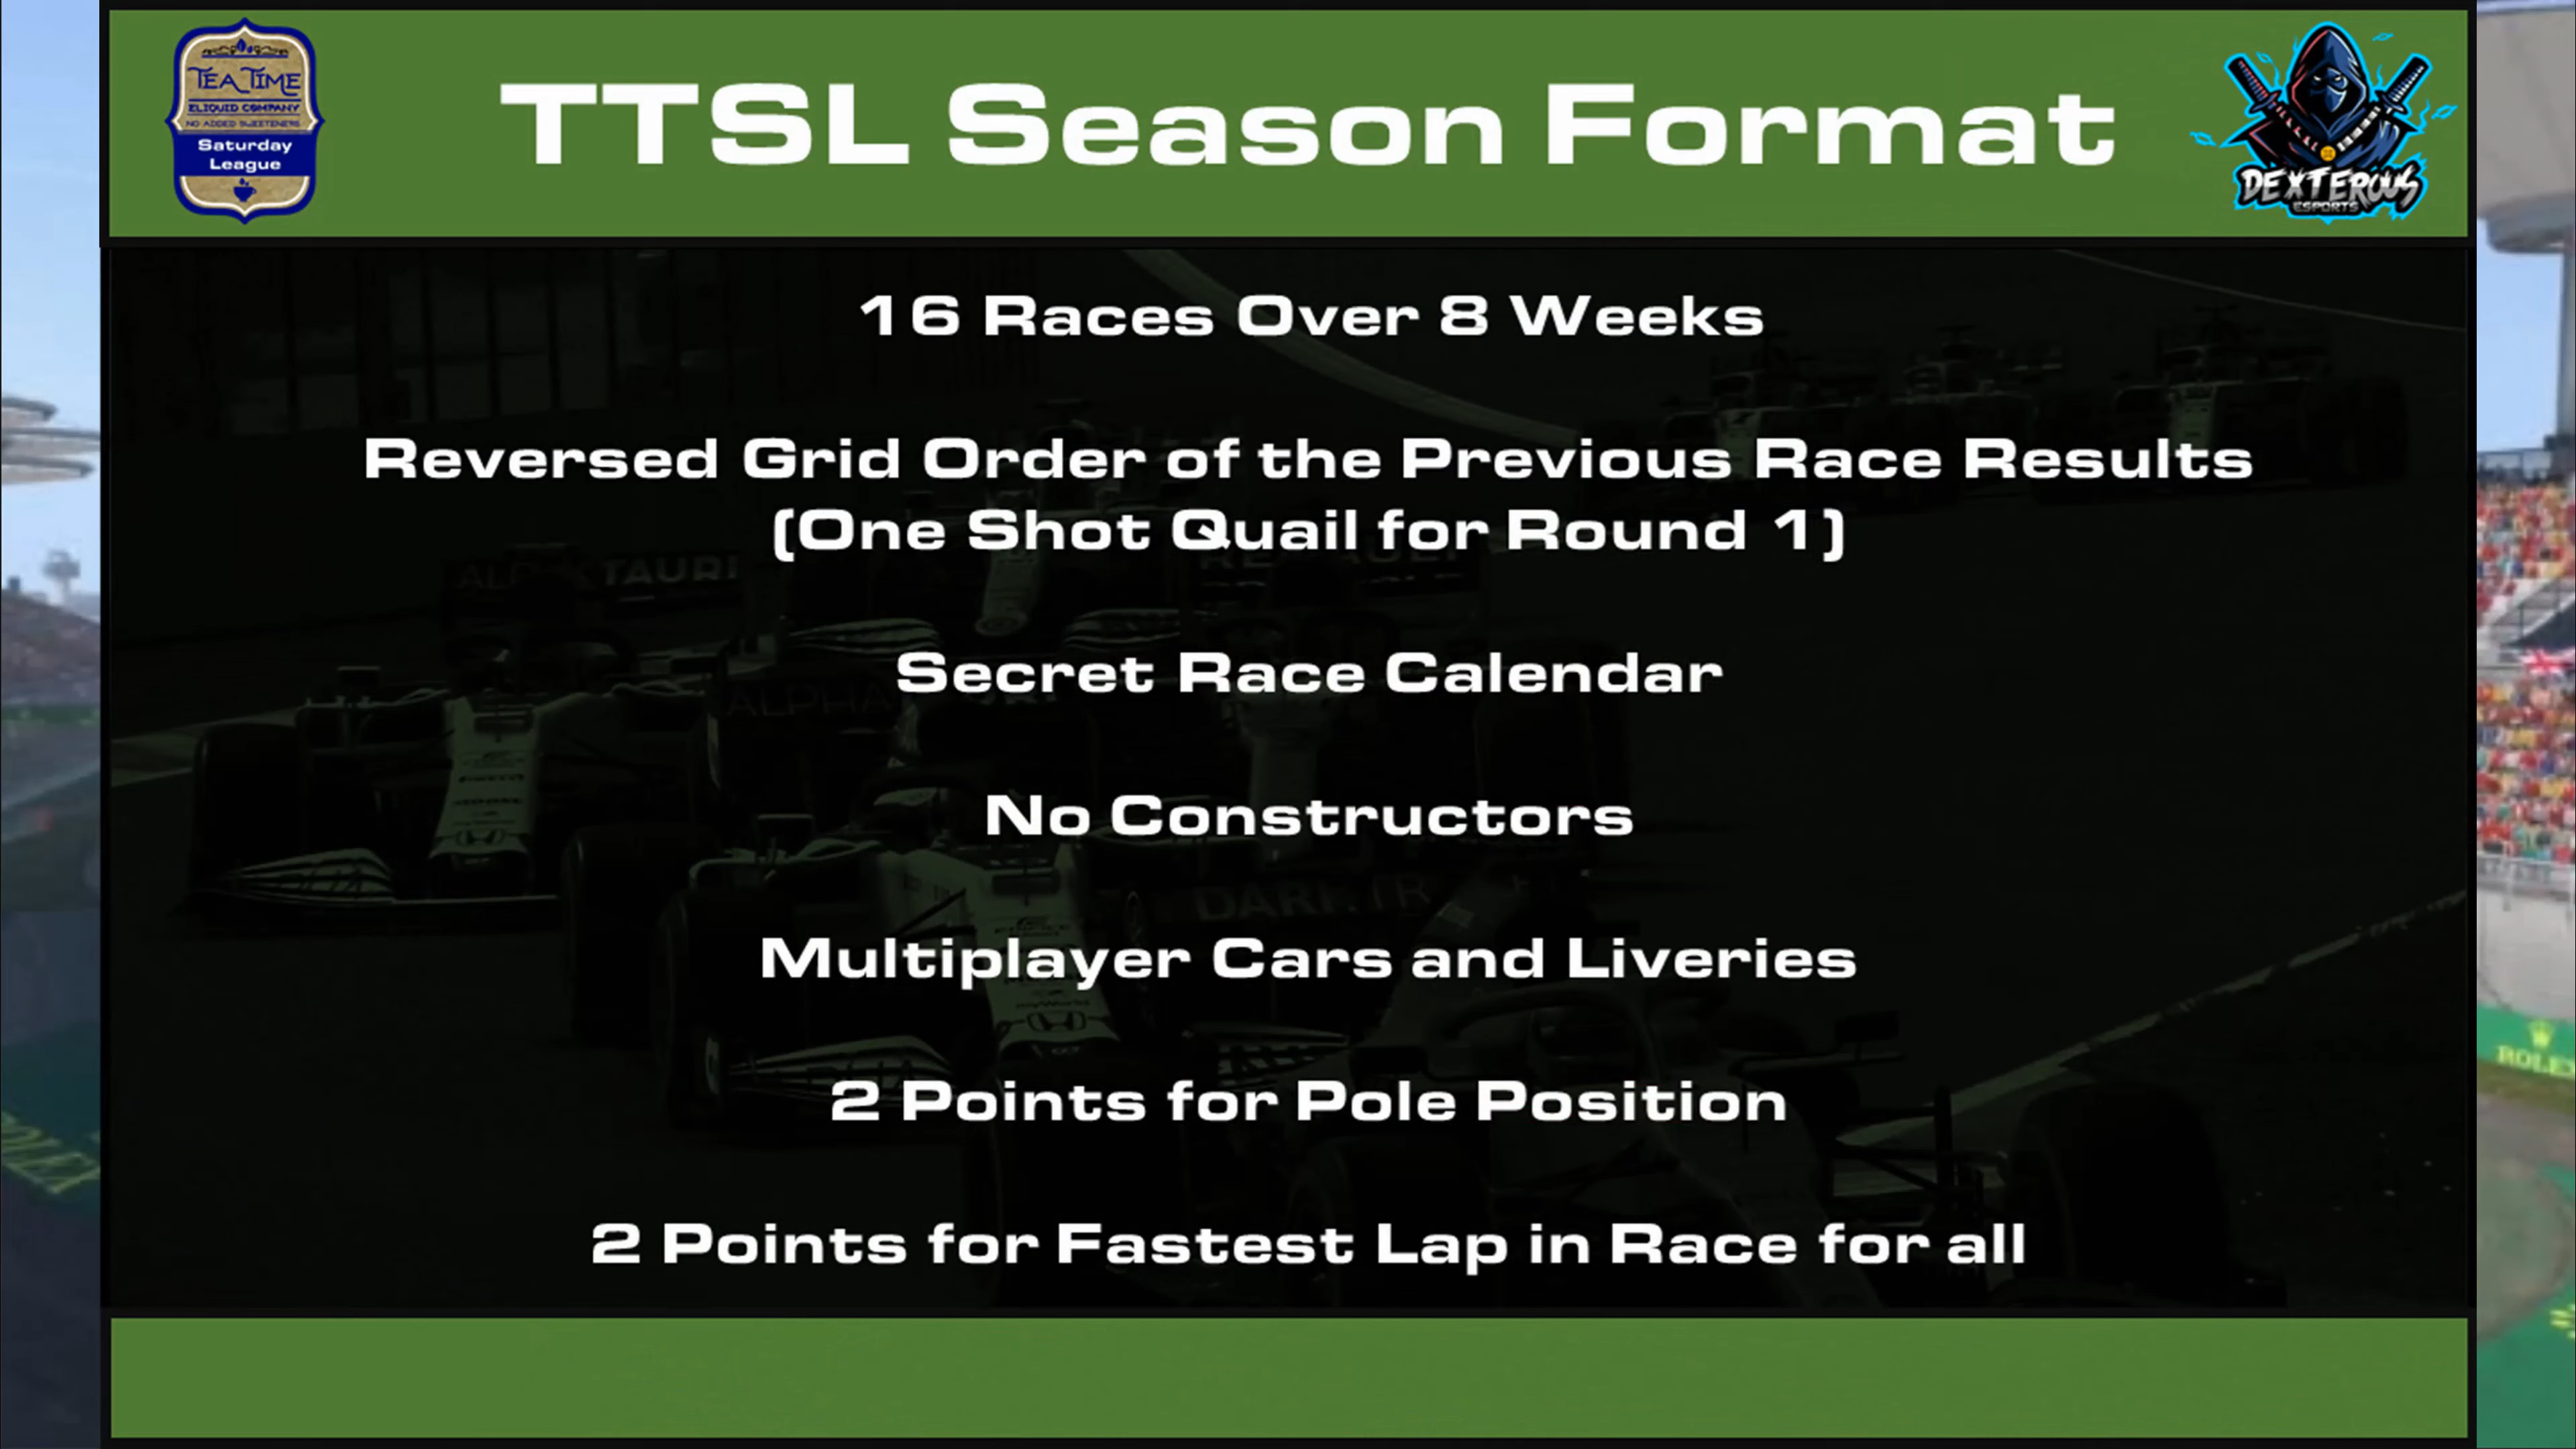 TEA TIME
ELIQUID COMPANY
NO ADDED SWEETENERS
Saturday
League
TTSL Season Format
DEXTEROUS
ESPORTS
16 Races Over 8 Weeks
Reversed Grid Order of the Previous Race Results
(One Shot Quail for Round 1)
Secret Race Calendar
No Constructors
Multiplayer Cars and Liveries
2 Points for Pole Position
2 Points for Fastest Lap in Race for all
ALPHATAURI
ALPHA